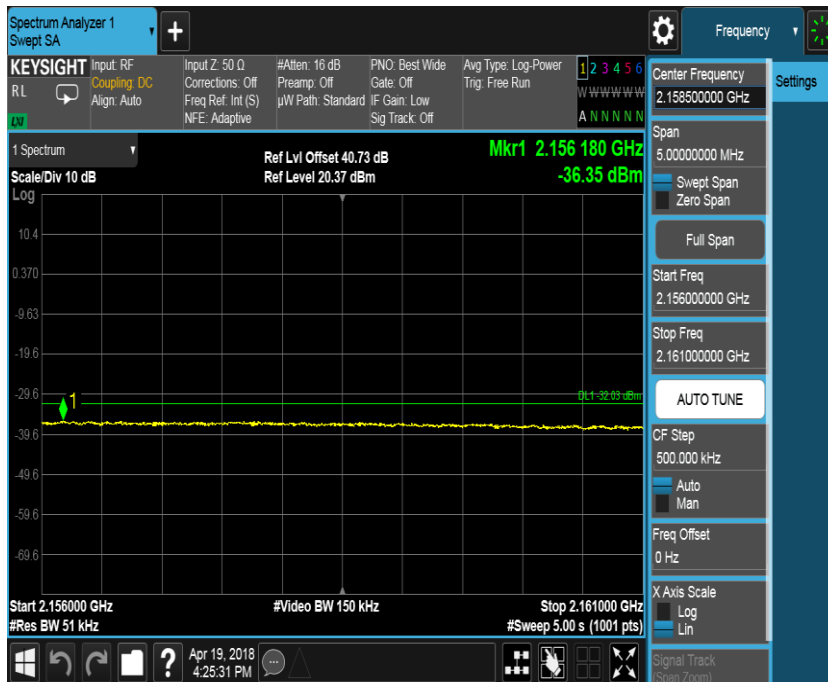 Spectrum Analyzer 1
Swept SA
+
Frequency
KEYSIGHT
RL
LXI
Input: RF
Coupling: DC
Align: Auto
Input Z: 50 Ω
Corrections: Off
Freq Ref: Int (S)
NFE: Adaptive
#Atten: 16 dB
Preamp: Off
µW Path: Standard
PNO: Best Wide
Gate: Off
IF Gain: Low
Sig Track: Off
Avg Type: Log-Power
Trig: Free Run
1 2 3 4 5 6
W W W W W W
A N N N N N
1 Spectrum
Scale/Div 10 dB
Ref Lvl Offset 40.73 dB
Ref Level 20.37 dBm
Mkr1 2.156 180 GHz
-36.35 dBm
Log
10.4
0.370
-9.63
-19.6
-29.6
-39.6
-49.6
-59.6
-69.6
1
DL1 -32.03 dBm
Start 2.156000 GHz
#Res BW 51 kHz
#Video BW 150 kHz
Stop 2.161000 GHz
#Sweep 5.00 s (1001 pts)
?
Apr 19, 2018
4:25:31 PM
Center Frequency
2.158500000 GHz
Span
5.00000000 MHz
Swept Span
Zero Span
Full Span
Start Freq
2.156000000 GHz
Stop Freq
2.161000000 GHz
AUTO TUNE
CF Step
500.000 kHz
Auto
Man
Freq Offset
0 Hz
X Axis Scale
Log
Lin
Signal Track
(Span Zoom)
Settings